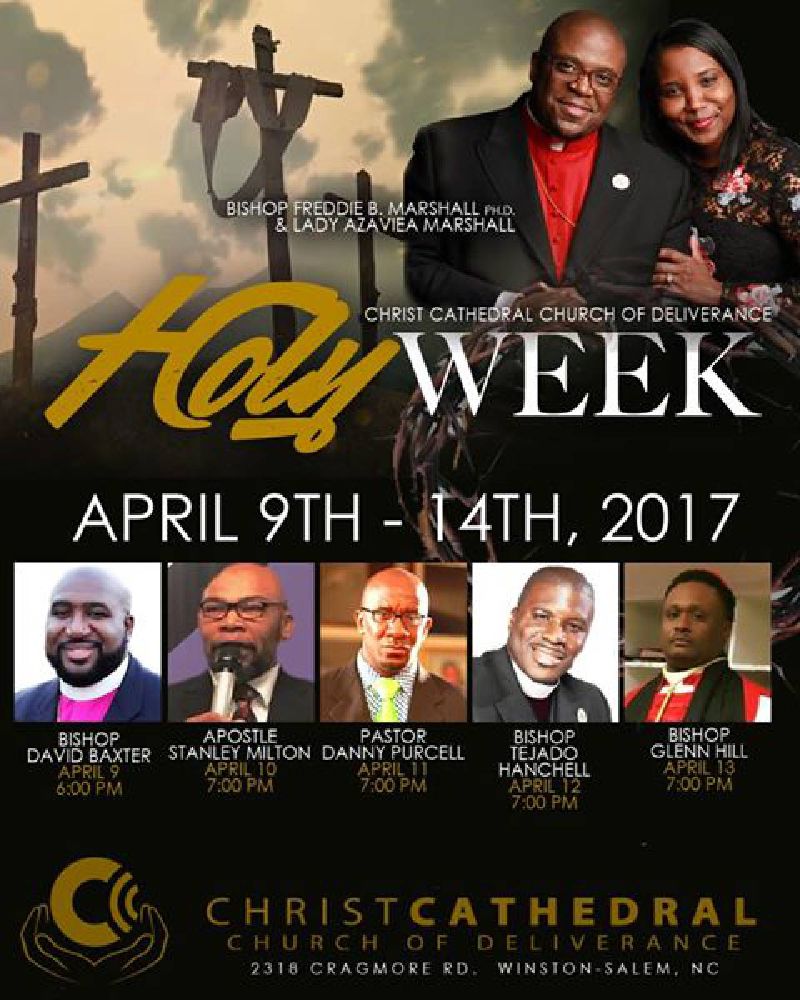 BISHOP FREDDIE B. MARSHALL PH.D.
& LADY AZAVIEA MARSHALL
CHRIST CATHEDRAL CHURCH OF DELIVERANCE
Holy WEEK
APRIL 9TH - 14TH, 2017
BISHOP
DAVID BAXTER
APRIL 9
6:00 PM
APOSTLE
STANLEY MILTON
APRIL 10
7:00 PM
PASTOR
DANNY PURCELL
APRIL 11
7:00 PM
BISHOP
TEJADO
HANCHELL
APRIL 12
7:00 PM
BISHOP
GLENN HILL
APRIL 13
7:00 PM
CHRISTCATHEDRAL
CHURCH OF DELIVERANCE
2318 CRAGMORE RD. WINSTON-SALEM, NC